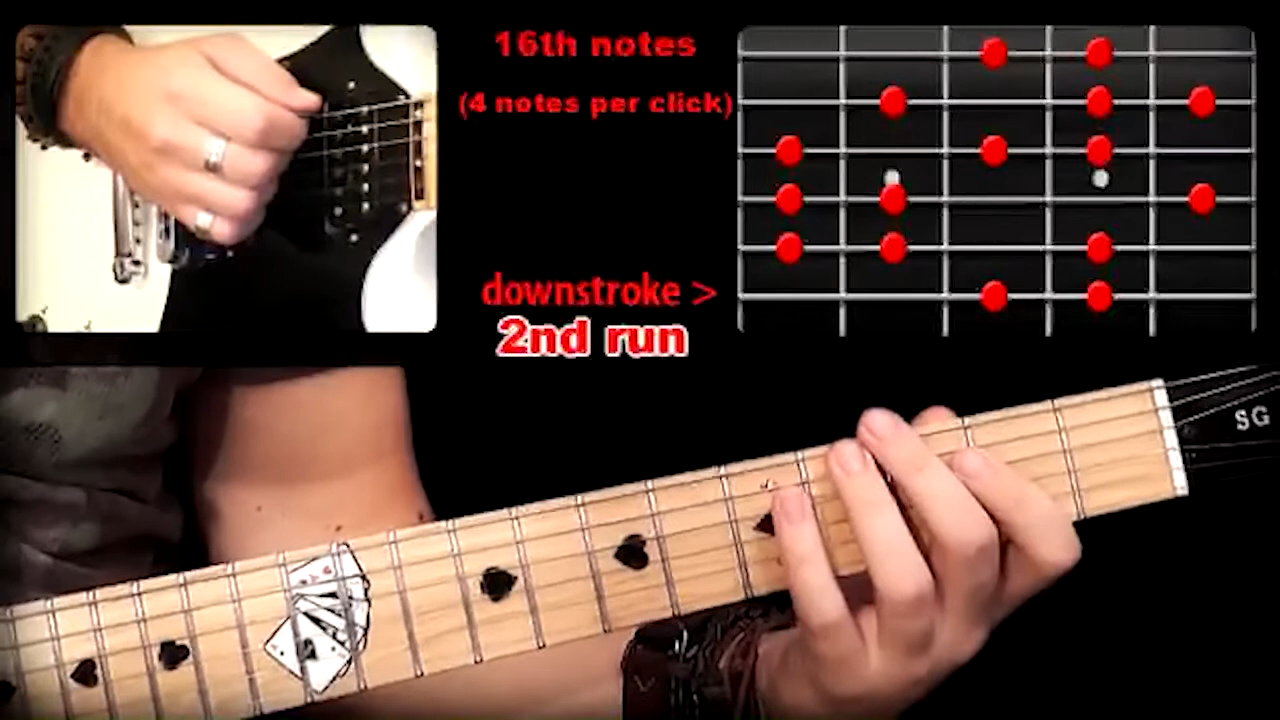 16th notes
(4 notes per click)
downstroke >
2nd run
SG